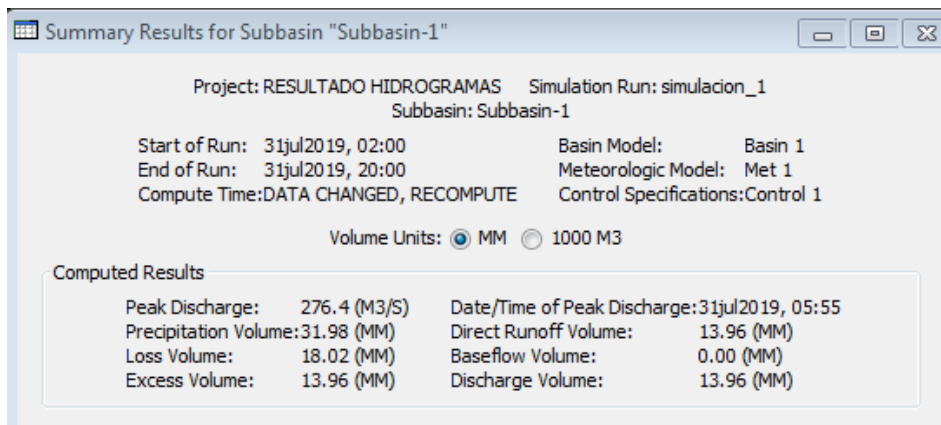 Summary Results for Subbasin "Subbasin-1"
Project: RESULTADO HIDROGRAMAS Simulation Run: simulacion_1
Subbasin: Subbasin-1
Start of Run: 31jul2019, 02:00 Basin Model: Basin 1
End of Run: 31jul2019, 20:00 Meteorologic Model: Met 1
Compute Time:DATA CHANGED, RECOMPUTE Control Specifications:Control 1
Volume Units: MM 1000 M3
Computed Results
Peak Discharge: 276.4 (M3/S) Date/Time of Peak Discharge:31jul2019, 05:55
Precipitation Volume:31.98 (MM) Direct Runoff Volume: 13.96 (MM)
Loss Volume: 18.02 (MM) Baseflow Volume: 0.00 (MM)
Excess Volume: 13.96 (MM) Discharge Volume: 13.96 (MM)